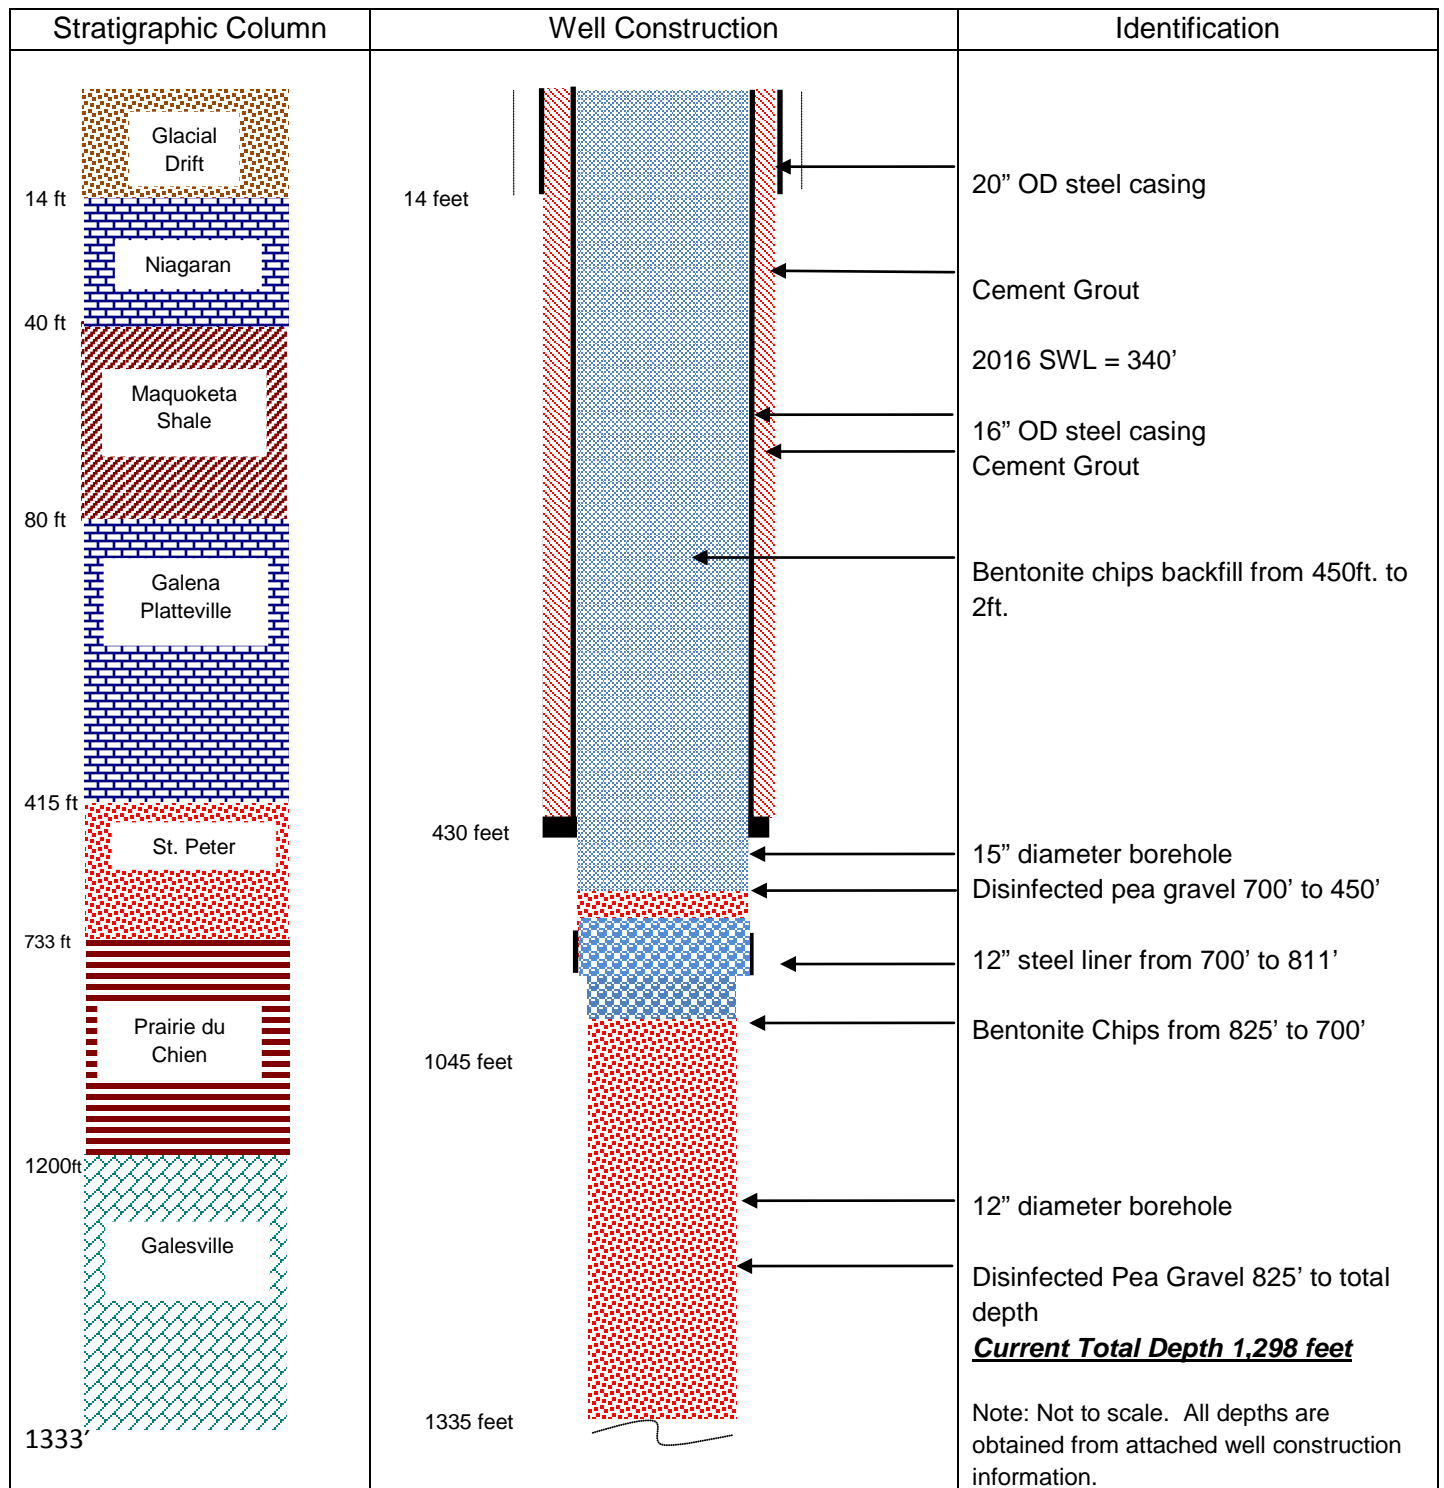 Stratigraphic Column
Well Construction
Identification
Glacial
Drift
14 ft
Niagaran
40 ft
Maquoketa
Shale
80 ft
Galena
Platteville
415 ft
St. Peter
733 ft
Prairie du
Chien
1200ft
Galesville
1333’
14 feet
430 feet
1045 feet
1335 feet
20” OD steel casing
Cement Grout
2016 SWL = 340’
16” OD steel casing
Cement Grout
Bentonite chips backfill from 450ft. to
2ft.
15” diameter borehole
Disinfected pea gravel 700’ to 450’
12” steel liner from 700’ to 811’
Bentonite Chips from 825’ to 700’
12” diameter borehole
Disinfected Pea Gravel 825’ to total
depth
Current Total Depth 1,298 feet
Note: Not to scale. All depths are
obtained from attached well construction
information.